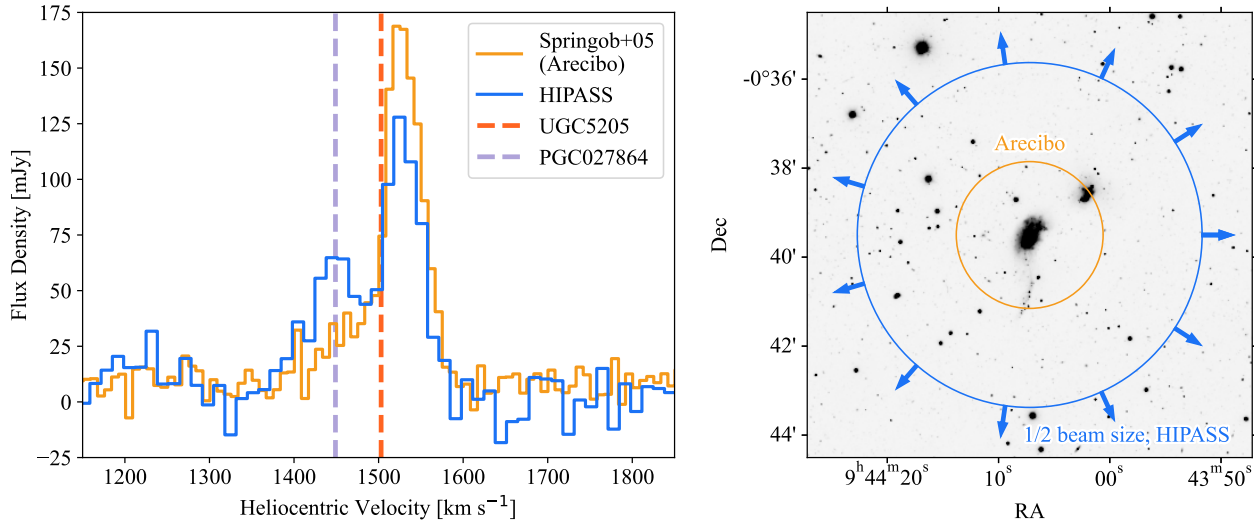 175
150
125
100
75
50
25
0
−25
Flux Density [mJy]
1200 1300 1400 1500 1600 1700 1800
Heliocentric Velocity [km s⁻¹]
Springob+05
(Arecibo)
HIPASS
UGC5205
PGC027864
-0°36'
38'
40'
42'
44'
Dec
Arecibo
1/2 beam size; HIPASS
9ʰ44ᵐ20ˢ 10ˢ 00ˢ 43ᵐ50ˢ
RA